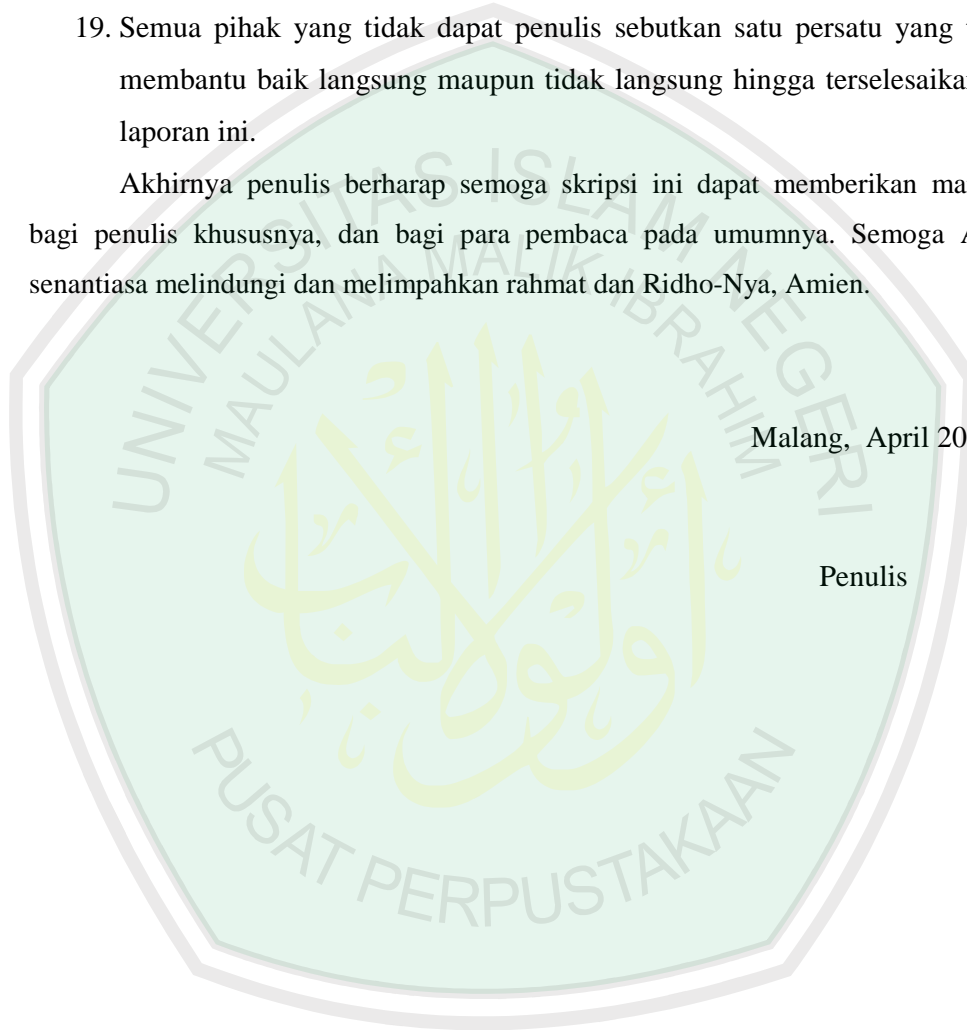 19. Semua pihak yang tidak dapat penulis sebutkan satu persatu yang
membantu baik langsung maupun tidak langsung hingga terselesaika
laporan ini.
Akhirnya penulis berharap semoga skripsi ini dapat memberikan ma
bagi penulis khususnya, dan bagi para pembaca pada umumnya. Semoga A
senantiasa melindungi dan melimpahkan rahmat dan Ridho-Nya, Amien.
Malang, April 20
Penulis
UNIVERSITAS ISLAM NEGERI
MAULANA MALIK IBRAHIM
PUSAT PERPUSTAKAAN